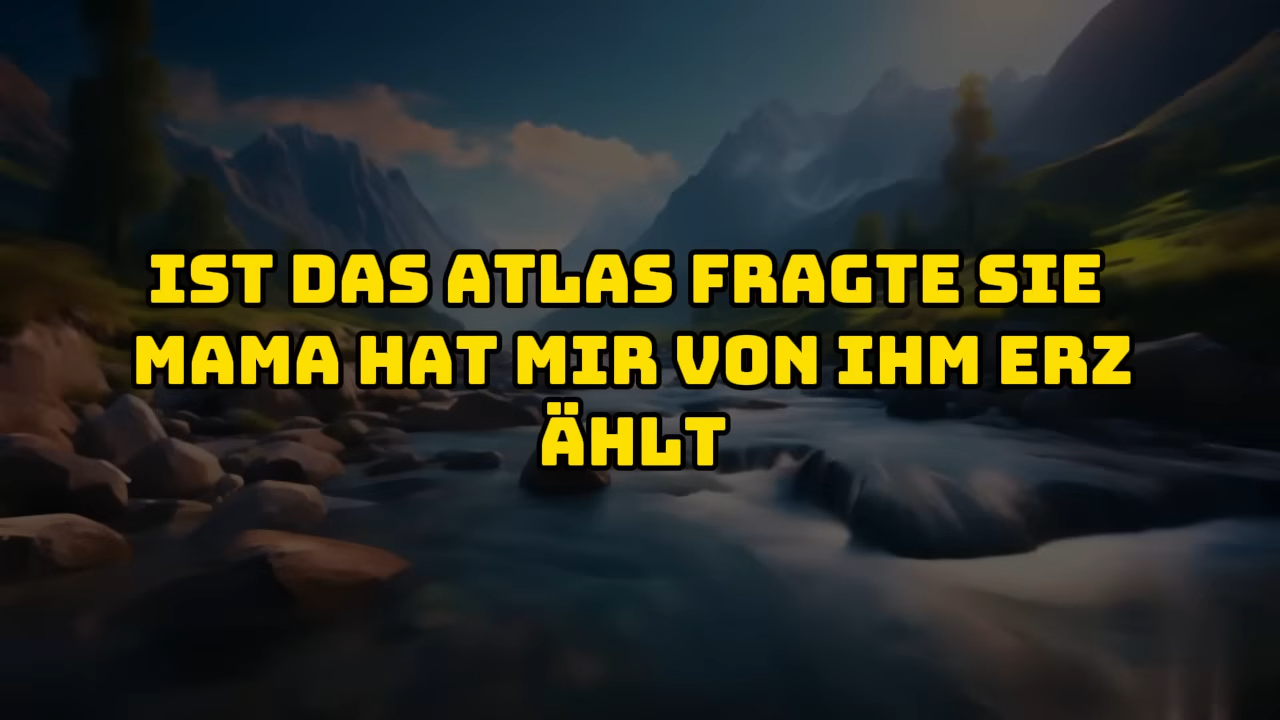 IST DAS ATLAS FRAGTE SIE
MAMA HAT MIR VON IHM ERZ
ÄHLT